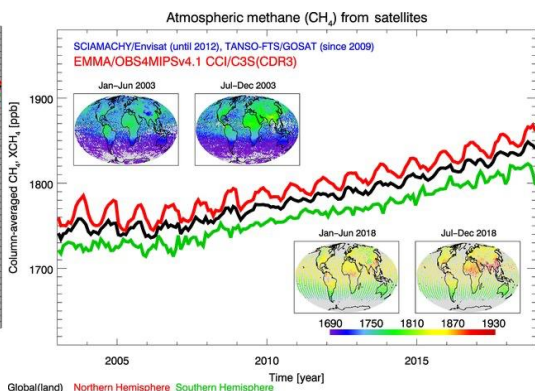 Atmospheric methane (CH₄) from satellites
SCIAMACHY/Envisat (until 2012), TANSO-FTS/GOSAT (since 2009)
EMMA/OBS4MIPSv4.1 CCI/C3S(CDR3)
Jan-Jun 2003 Jul-Dec 2003
Column-averaged CH₄, XCH₄ [ppb]
1900
1800
1700
Jan-Jun 2018 Jul-Dec 2018
1690 1750 1810 1870 1930
2005 2010 2015
Time [year]
Global(land) Northern Hemisphere Southern Hemisphere